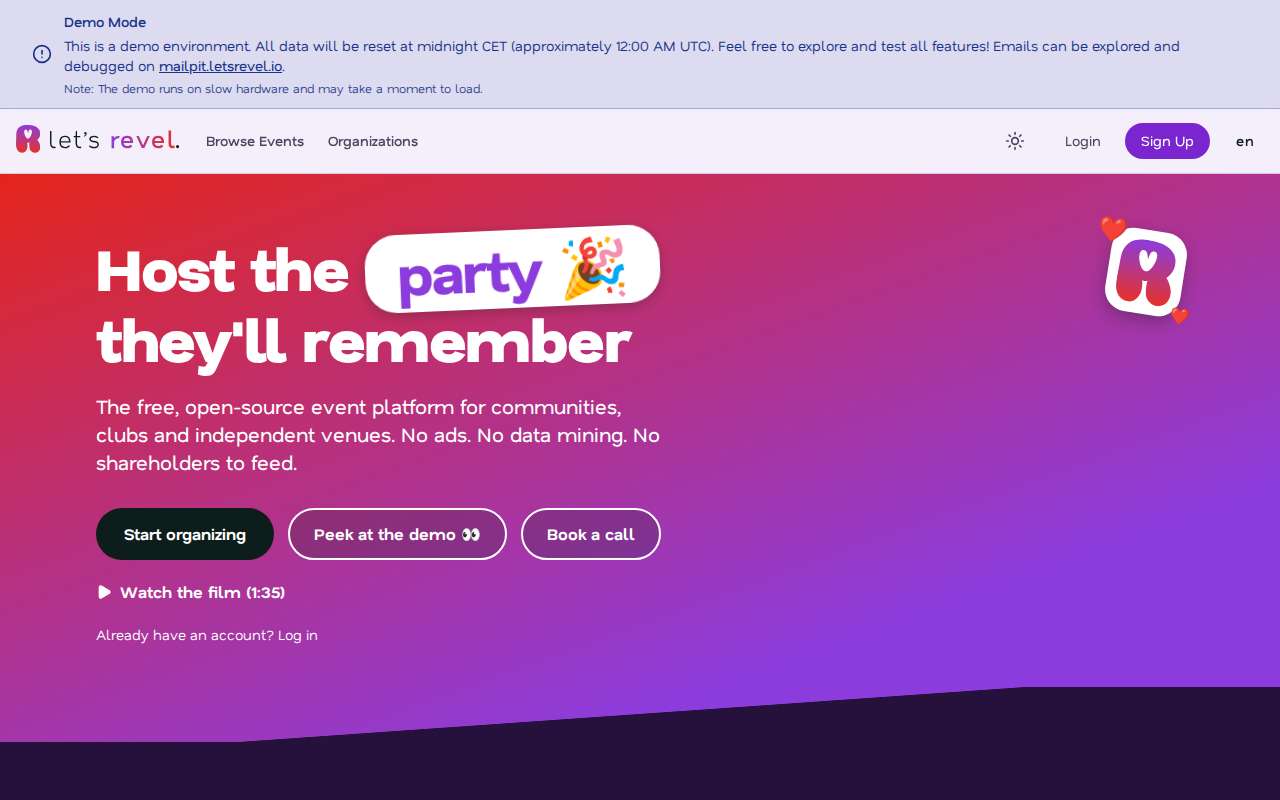 Demo Mode
This is a demo environment. All data will be reset at midnight CET (approximately 12:00 AM UTC). Feel free to explore and test all features! Emails can be explored and
debugged on mailpit.letsrevel.io.
Note: The demo runs on slow hardware and may take a moment to load.
let's revel.
Browse Events
Organizations
Login
Sign Up
en
Host the party 🎉
they'll remember
The free, open-source event platform for communities,
clubs and independent venues. No ads. No data mining. No
shareholders to feed.
Start organizing
Peek at the demo 👀
Book a call
Watch the film (1:35)
Already have an account? Log in